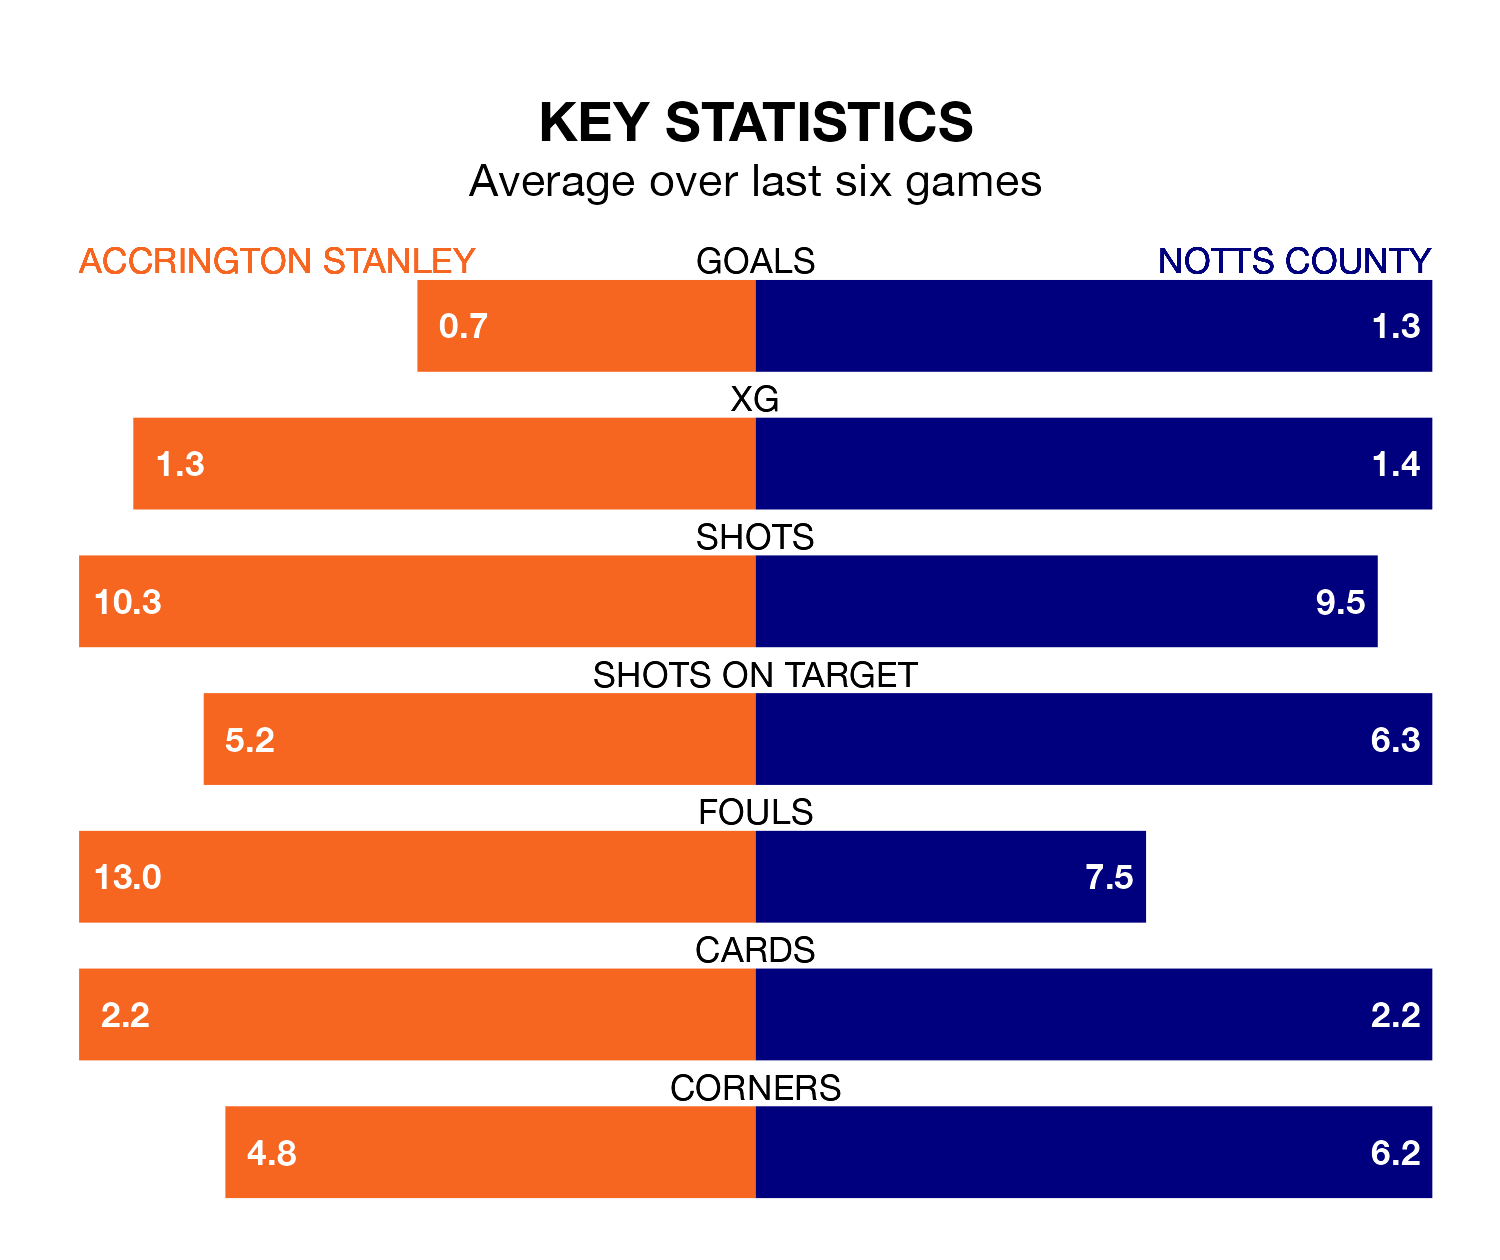 KEY STATISTICS
Average over last six games
ACCRINGTON STANLEY GOALS NOTTS COUNTY
0.7 1.3
XG
1.3 1.4
SHOTS
10.3 9.5
SHOTS ON TARGET
5.2 6.3
FOULS
13.0 7.5
CARDS
2.2 2.2
CORNERS
4.8 6.2